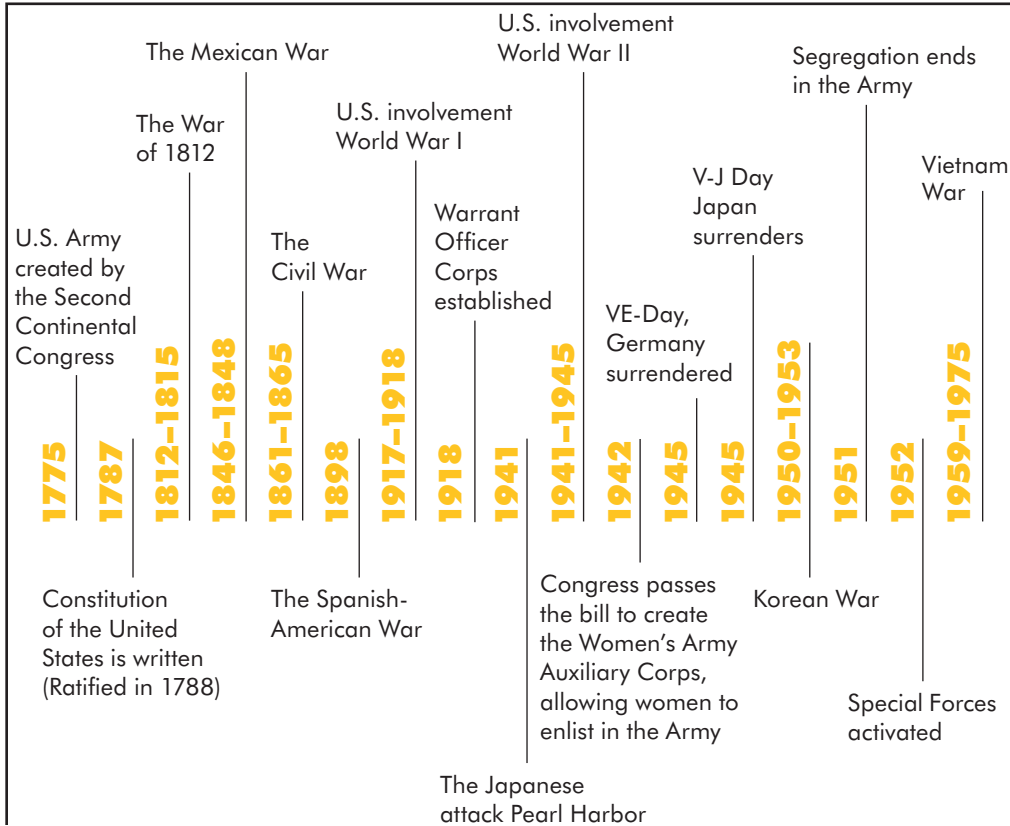 U.S. Army
created by
the Second
Continental
Congress
1775
1787
Constitution
of the United
States is written
(Ratified in 1788)
The War
of 1812
1812–1815
The Mexican War
1846–1848
The
Civil War
1861–1865
1898
The Spanish-
American War
U.S. involvement
World War I
1917–1918
Warrant
Officer
Corps
established
1918
1941
The Japanese
attack Pearl Harbor
U.S. involvement
World War II
1941–1945
1942
Congress passes
the bill to create
the Women’s Army
Auxiliary Corps,
allowing women to
enlist in the Army
VE-Day,
Germany
surrendered
1945
V-J Day
Japan
surrenders
1945
1950–1953
Korean War
Segregation ends
in the Army
1951
1952
Special Forces
activated
Vietnam
War
1959–1975